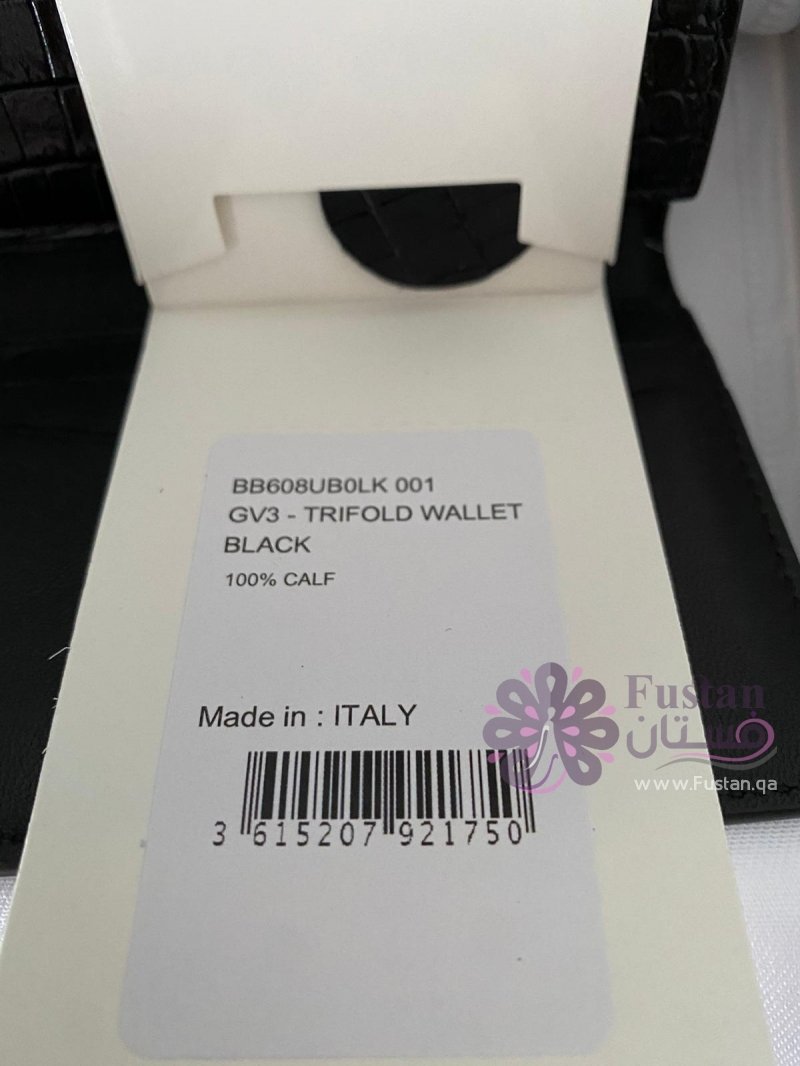 BB608UB0LK 001
GV3 - TRIFOLD WALLET
BLACK
100% CALF
Made in : ITALY
3 615207 921750
Fustan
فستان
www.Fustan.qa